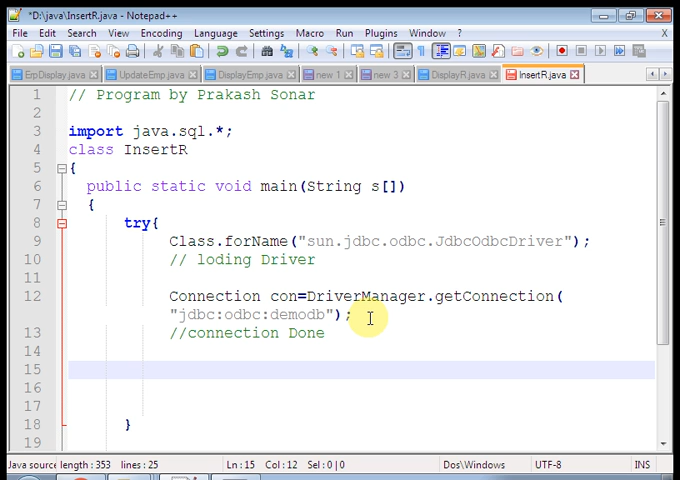 *D:\java\InsertR.java - Notepad++
File Edit Search View Encoding Language Settings Macro Run Plugins Window ? X
ErpDisplay.java UpdateEmp.java DisplayEmp.java new 1 new 3 DisplayR.java InsertR.java
1 // Program by Prakash Sonar
2
3 import java.sql.*;
4 class InsertR
5 {
6 public static void main(String s[])
7 {
8 try{
9 Class.forName("sun.jdbc.odbc.JdbcOdbcDriver");
10 // loding Driver
11
12 Connection con=DriverManager.getConnection(
"jdbc:odbc:demodb");
13 //connection Done
14
15
16
17
18 }
19
Java source length : 353 lines : 25 Ln : 15 Col : 12 Sel : 0 | 0 Dos\Windows UTF-8 INS